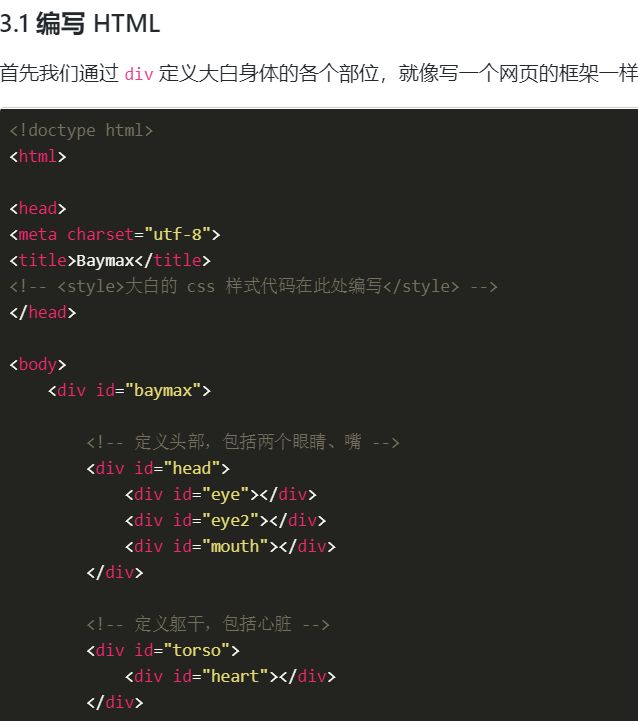 3.1 编写 HTML
首先我们通过 div 定义大白身体的各个部位，就像写一个网页的框架一样
<!doctype html>
<html>
<head>
<meta charset="utf-8">
<title>Baymax</title>
<!-- <style>大白的 css 样式代码在此处编写</style> -->
</head>
<body>
<div id="baymax">
<!-- 定义头部，包括两个眼睛、嘴 -->
<div id="head">
<div id="eye"></div>
<div id="eye2"></div>
<div id="mouth"></div>
</div>
<!-- 定义躯干，包括心脏 -->
<div id="torso">
<div id="heart"></div>
</div>